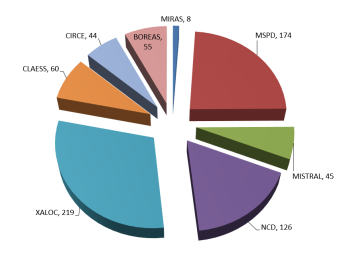 MIRAS, 8
MSPD, 174
MISTRAL, 45
NCD, 126
XALOC, 219
CLAESS, 60
CIRCE, 44
BOREAS,
55